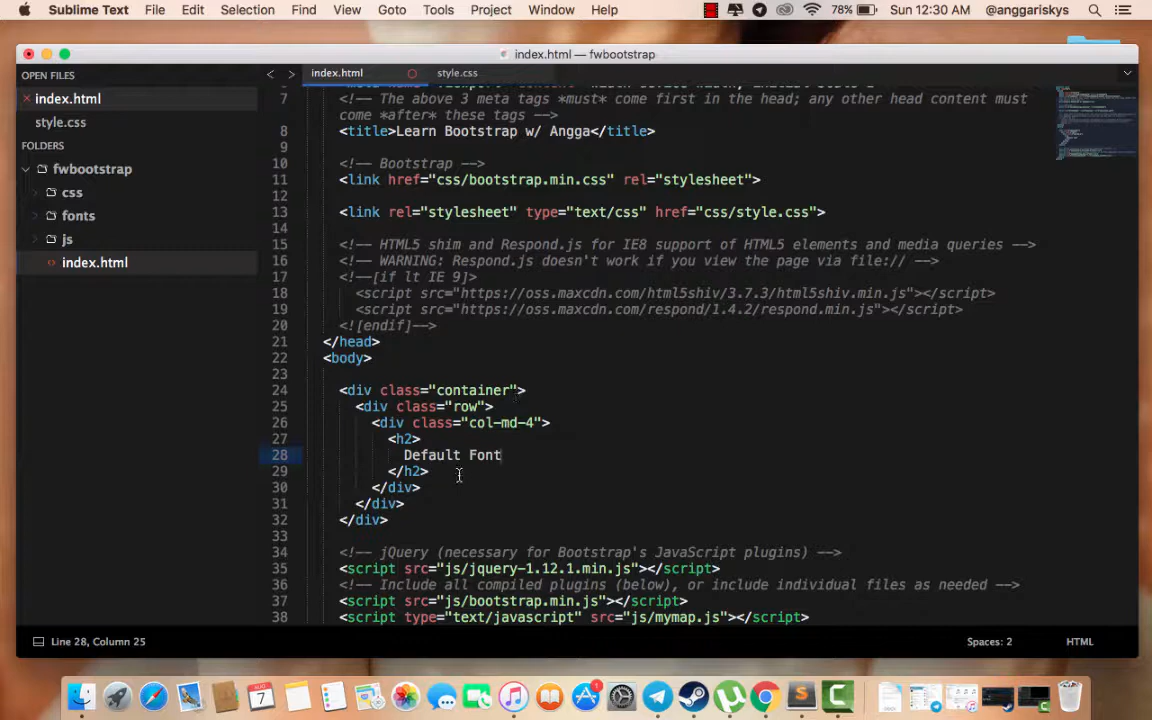 Sublime Text File Edit Selection Find View Goto Tools Project Window Help 78% Sun 12:30 AM @anggariskys
index.html — fwbootstrap
OPEN FILES
index.html
style.css
FOLDERS
fwbootstrap
css
fonts
js
index.html
index.html style.css
7 <!-- The above 3 meta tags *must* come first in the head; any other head content must
come *after* these tags -->
8 <title>Learn Bootstrap w/ Angga</title>
9
10 <!-- Bootstrap -->
11 <link href="css/bootstrap.min.css" rel="stylesheet">
12
13 <link rel="stylesheet" type="text/css" href="css/style.css">
14
15 <!-- HTML5 shim and Respond.js for IE8 support of HTML5 elements and media queries -->
16 <!-- WARNING: Respond.js doesn't work if you view the page via file:// -->
17 <!--[if lt IE 9]>
18 <script src="https://oss.maxcdn.com/html5shiv/3.7.3/html5shiv.min.js"></script>
19 <script src="https://oss.maxcdn.com/respond/1.4.2/respond.min.js"></script>
20 <![endif]-->
21 </head>
22 <body>
23
24 <div class="container">
25 <div class="row">
26 <div class="col-md-4">
27 <h2>
28 Default Font
29 </h2>
30 </div>
31 </div>
32 </div>
33
34 <!-- jQuery (necessary for Bootstrap's JavaScript plugins) -->
35 <script src="js/jquery-1.12.1.min.js"></script>
36 <!-- Include all compiled plugins (below), or include individual files as needed -->
37 <script src="js/bootstrap.min.js"></script>
38 <script type="text/javascript" src="js/mymap.js"></script>
Line 28, Column 25 Spaces: 2 HTML
AUG
7
1